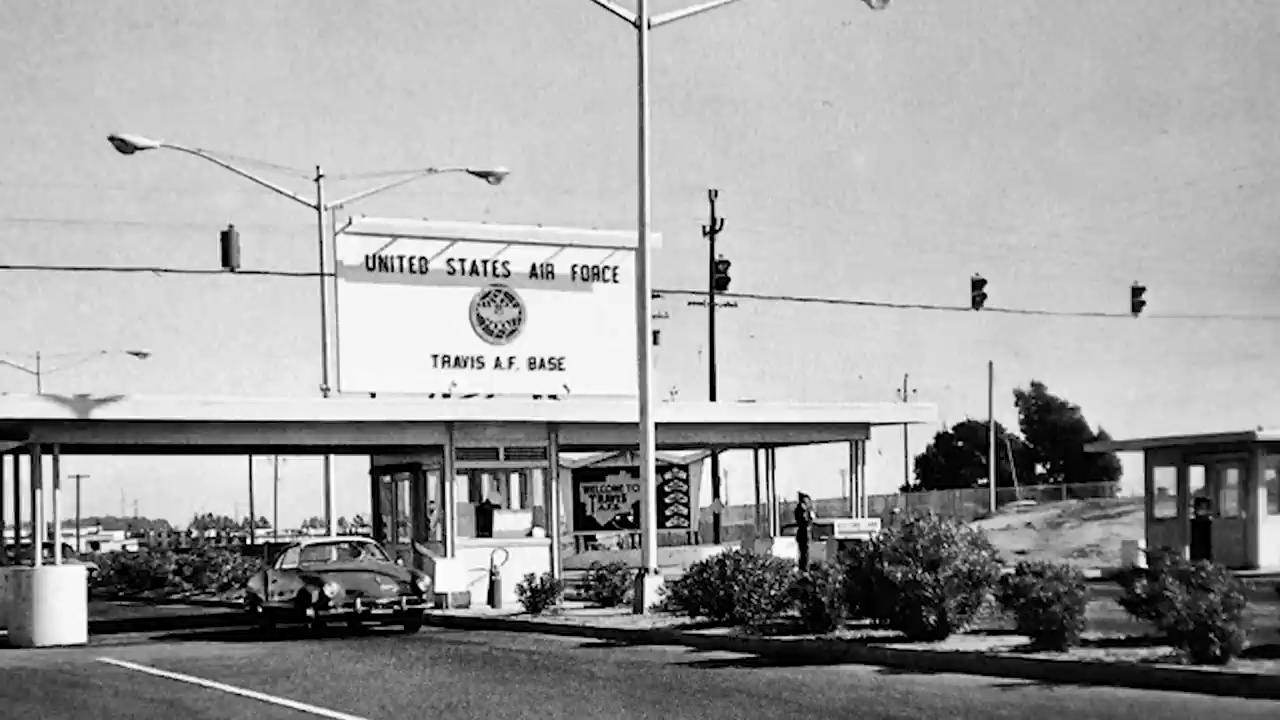 UNITED STATES AIR FORCE
TRAVIS A.F. BASE
WELCOME TO
TRAVIS
A.F.B.